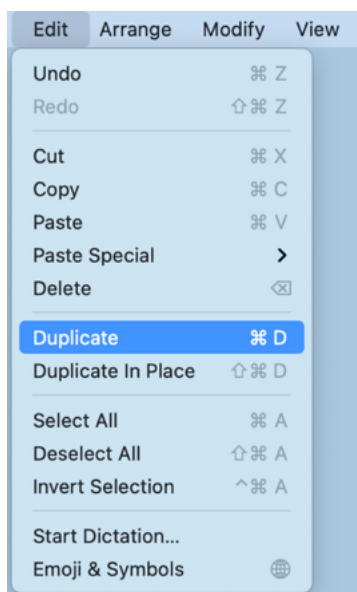 Edit Arrange Modify View
Undo ⌘ Z
Redo ⇧⌘ Z
Cut ⌘ X
Copy ⌘ C
Paste ⌘ V
Paste Special >
Delete ⌫
Duplicate ⌘ D
Duplicate In Place ⇧⌘ D
Select All ⌘ A
Deselect All ⇧⌘ A
Invert Selection ^⌘ A
Start Dictation...
Emoji & Symbols